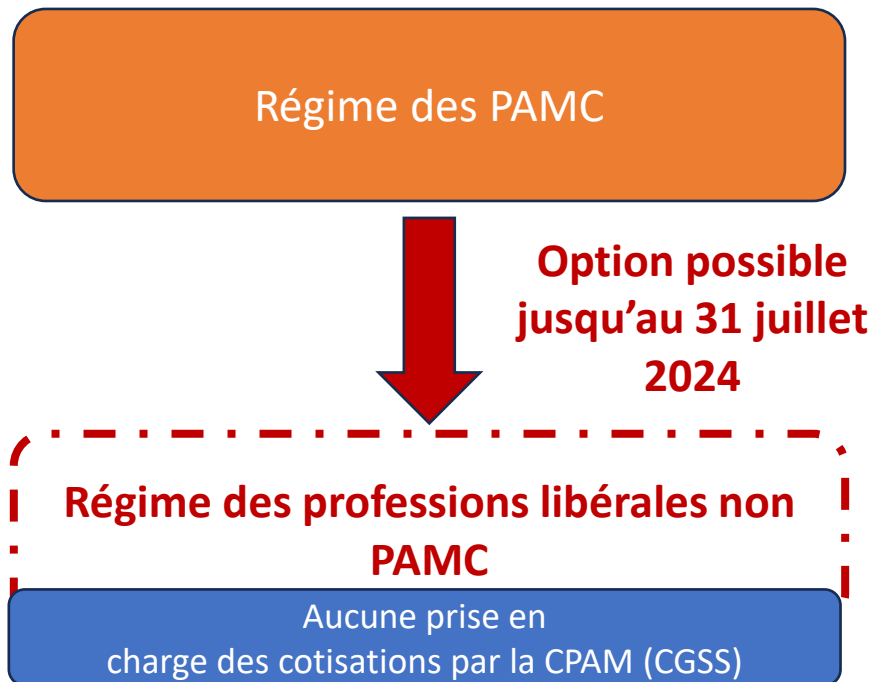 Régime des PAMC
Option possible
jusqu’au 31 juillet
2024
Régime des professions libérales non
PAMC
Aucune prise en
charge des cotisations par la CPAM (CGSS)